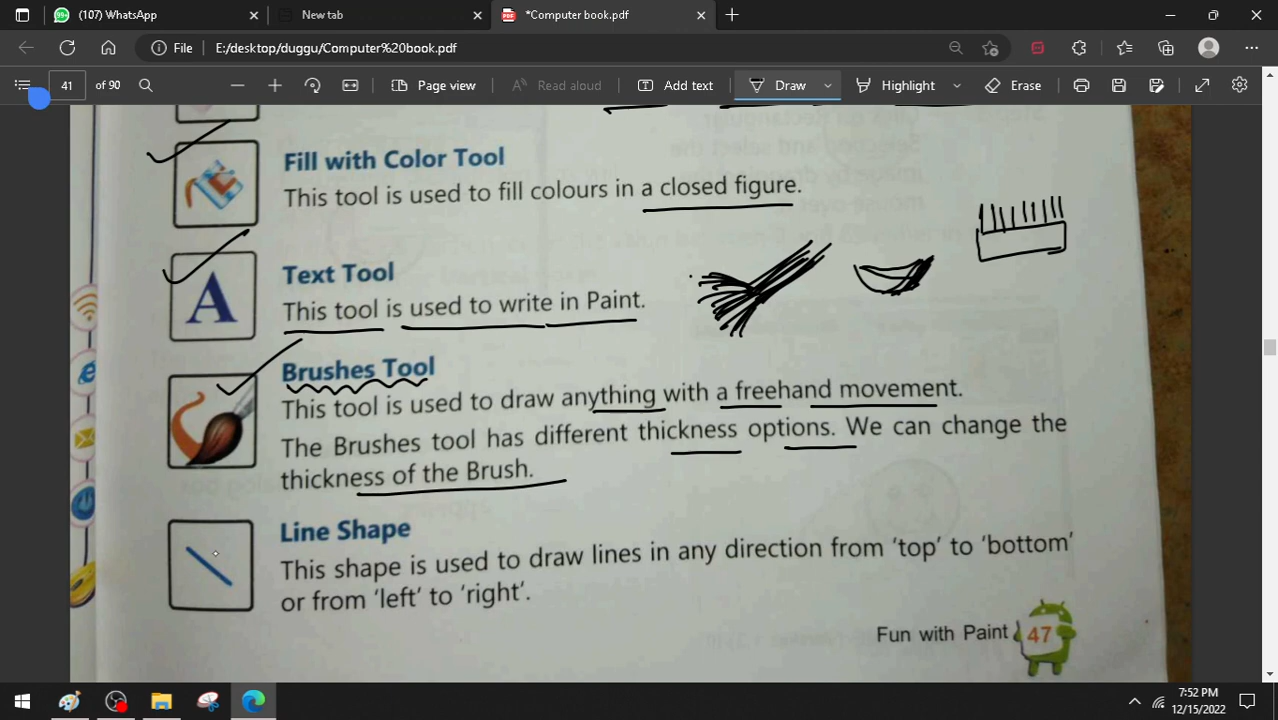 (107) WhatsApp
New tab
*Computer book.pdf
File
E:/desktop/duggu/Computer%20book.pdf
41 of 90
Page view
Read aloud
Add text
Draw
Highlight
Erase
Fill with Color Tool
This tool is used to fill colours in a closed figure.
A
Text Tool
This tool is used to write in Paint.
Brushes Tool
This tool is used to draw anything with a freehand movement.
The Brushes tool has different thickness options. We can change the
thickness of the Brush.
Line Shape
This shape is used to draw lines in any direction from ‘top’ to ‘bottom’
or from ‘left’ to ‘right’.
Fun with Paint 47
7:52 PM
12/15/2022